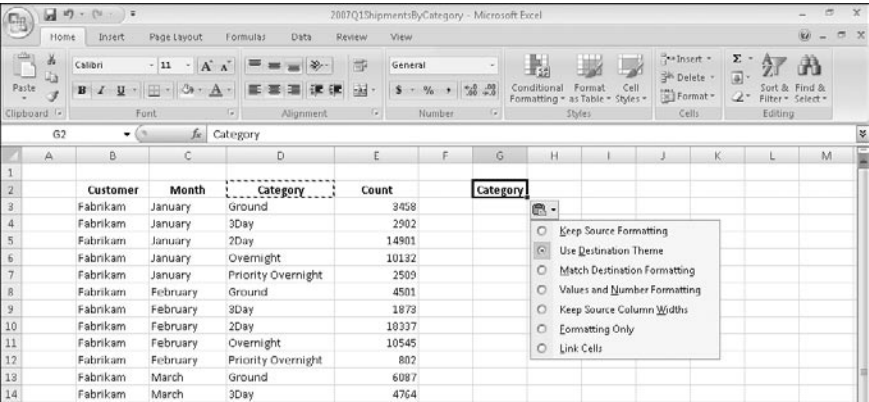 2007Q1ShipmentsByCategory - Microsoft Excel
Home Insert Page Layout Formulas Data Review View
Calibri 11 A A General Insert Σ
Paste B I U A $ % , .0 .00 .00 .0 Conditional Formatting Format as Table Cell Styles Delete Format Sort & Filter Find & Select
Clipboard Font Alignment Number Styles Cells Editing
G2 fx Category
A B C D E F G H I J K L M
1
2 Customer Month Category Count Category
3 Fabrikam January Ground 3458
4 Fabrikam January 3Day 2902
5 Fabrikam January 2Day 14901
6 Fabrikam January Overnight 10132
7 Fabrikam January Priority Overnight 2509
8 Fabrikam February Ground 4501
9 Fabrikam February 3Day 1873
10 Fabrikam February 2Day 18337
11 Fabrikam February Overnight 10545
12 Fabrikam February Priority Overnight 802
13 Fabrikam March Ground 6087
14 Fabrikam March 3Day 4764
Keep Source Formatting
Use Destination Theme
Match Destination Formatting
Values and Number Formatting
Keep Source Column Widths
Formatting Only
Link Cells